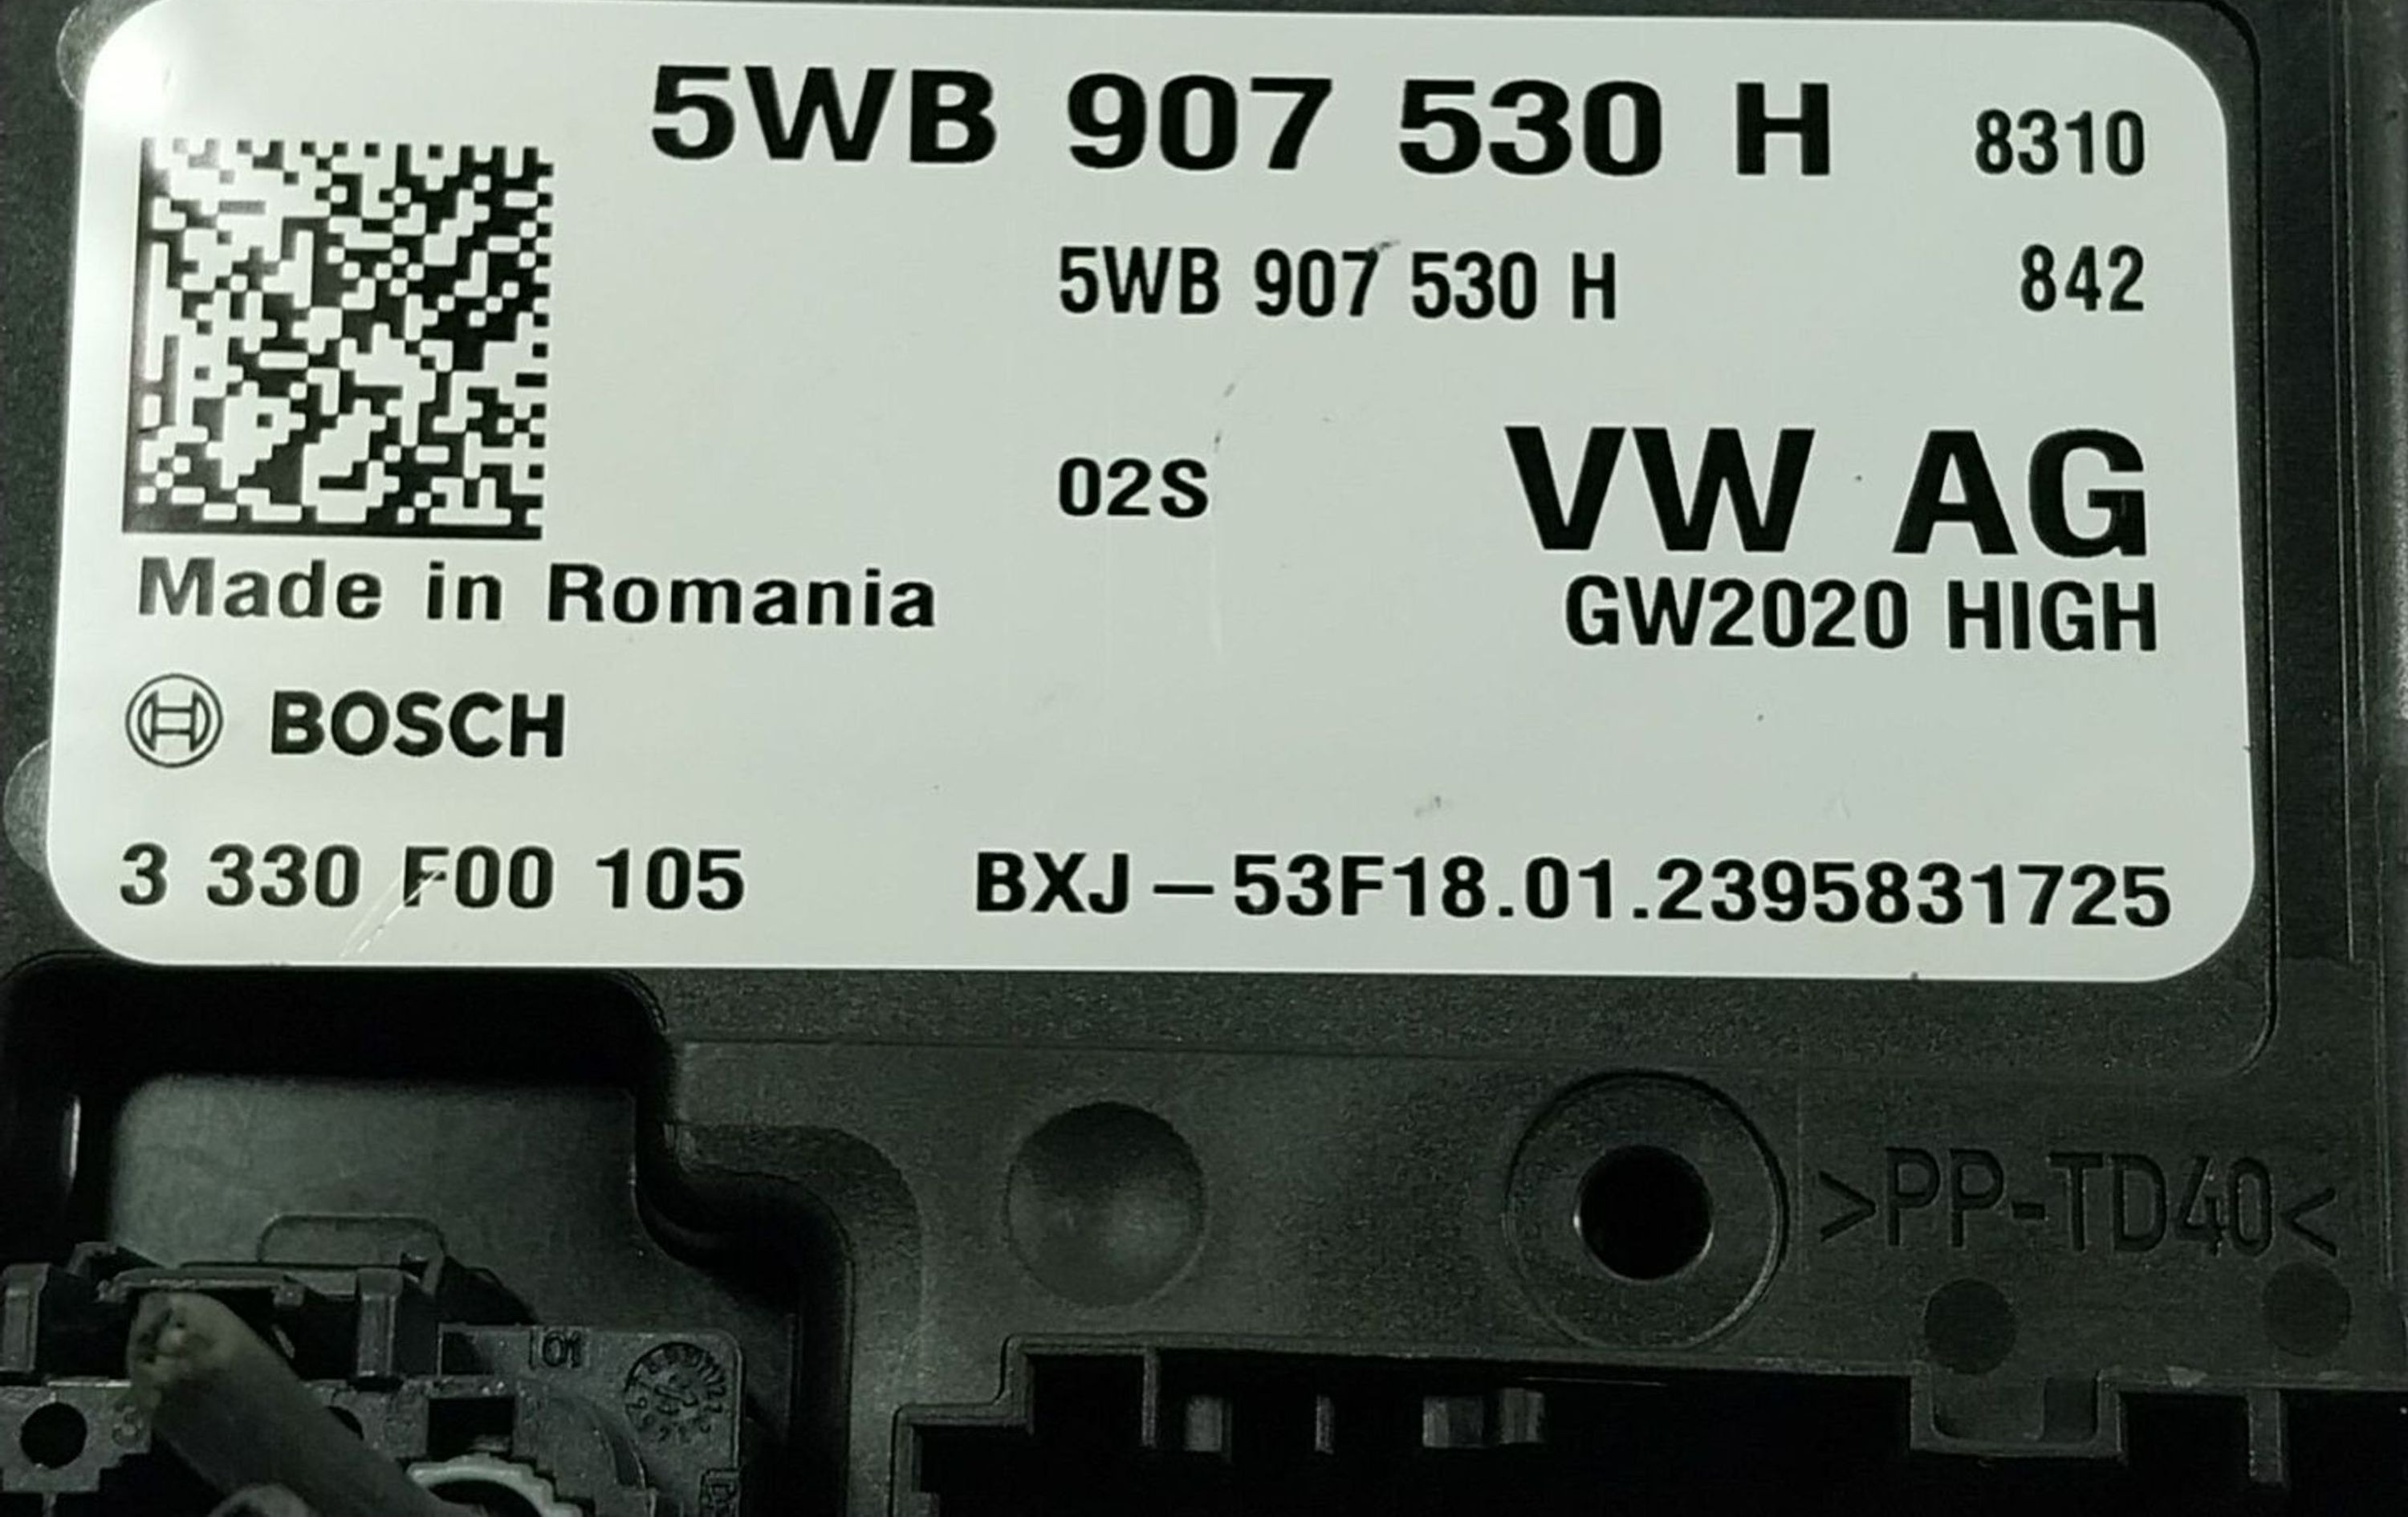 5WB 907 530 H 8310
5WB 907 530 H 842
02S VW AG
Made in Romania GW2020 HIGH
BOSCH
3 330 F00 105 BXJ – 53F18.01.2395831725
>PP-TD40<
01